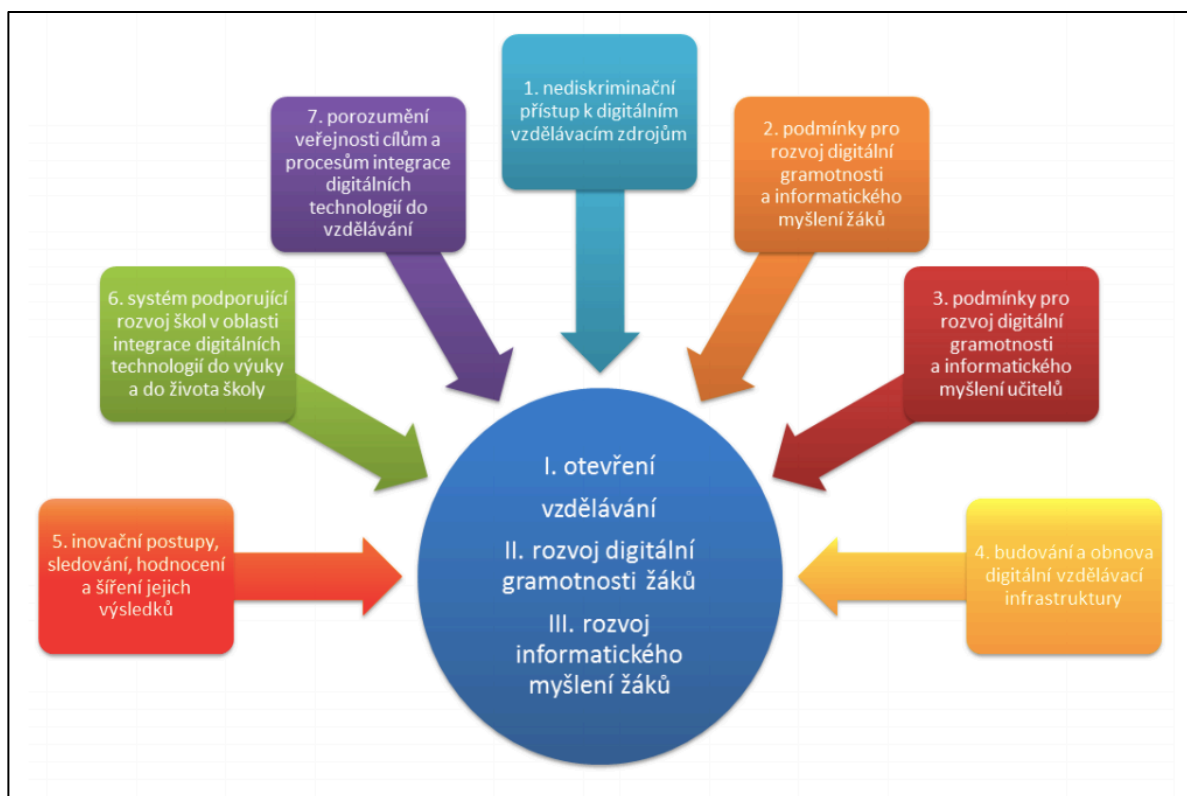 1. nediskriminační
přístup k digitálním
vzdělávacím zdrojům
2. podmínky pro
rozvoj digitální
gramotnosti
a informatického
myšlení žáků
3. podmínky pro
rozvoj digitální
gramotnosti
a informatického
myšlení učitelů
4. budování a obnova
digitální vzdělávací
infrastruktury
5. inovační postupy,
sledování, hodnocení
a šíření jejich
výsledků
6. systém podporující
rozvoj škol v oblasti
integrace digitálních
technologií do výuky
a do života školy
7. porozumění
veřejnosti cílům a
procesům integrace
digitálních
technologií do
vzdělávání
I. otevření
vzdělávání
II. rozvoj digitální
gramotnosti žáků
III. rozvoj
informatického
myšlení žáků